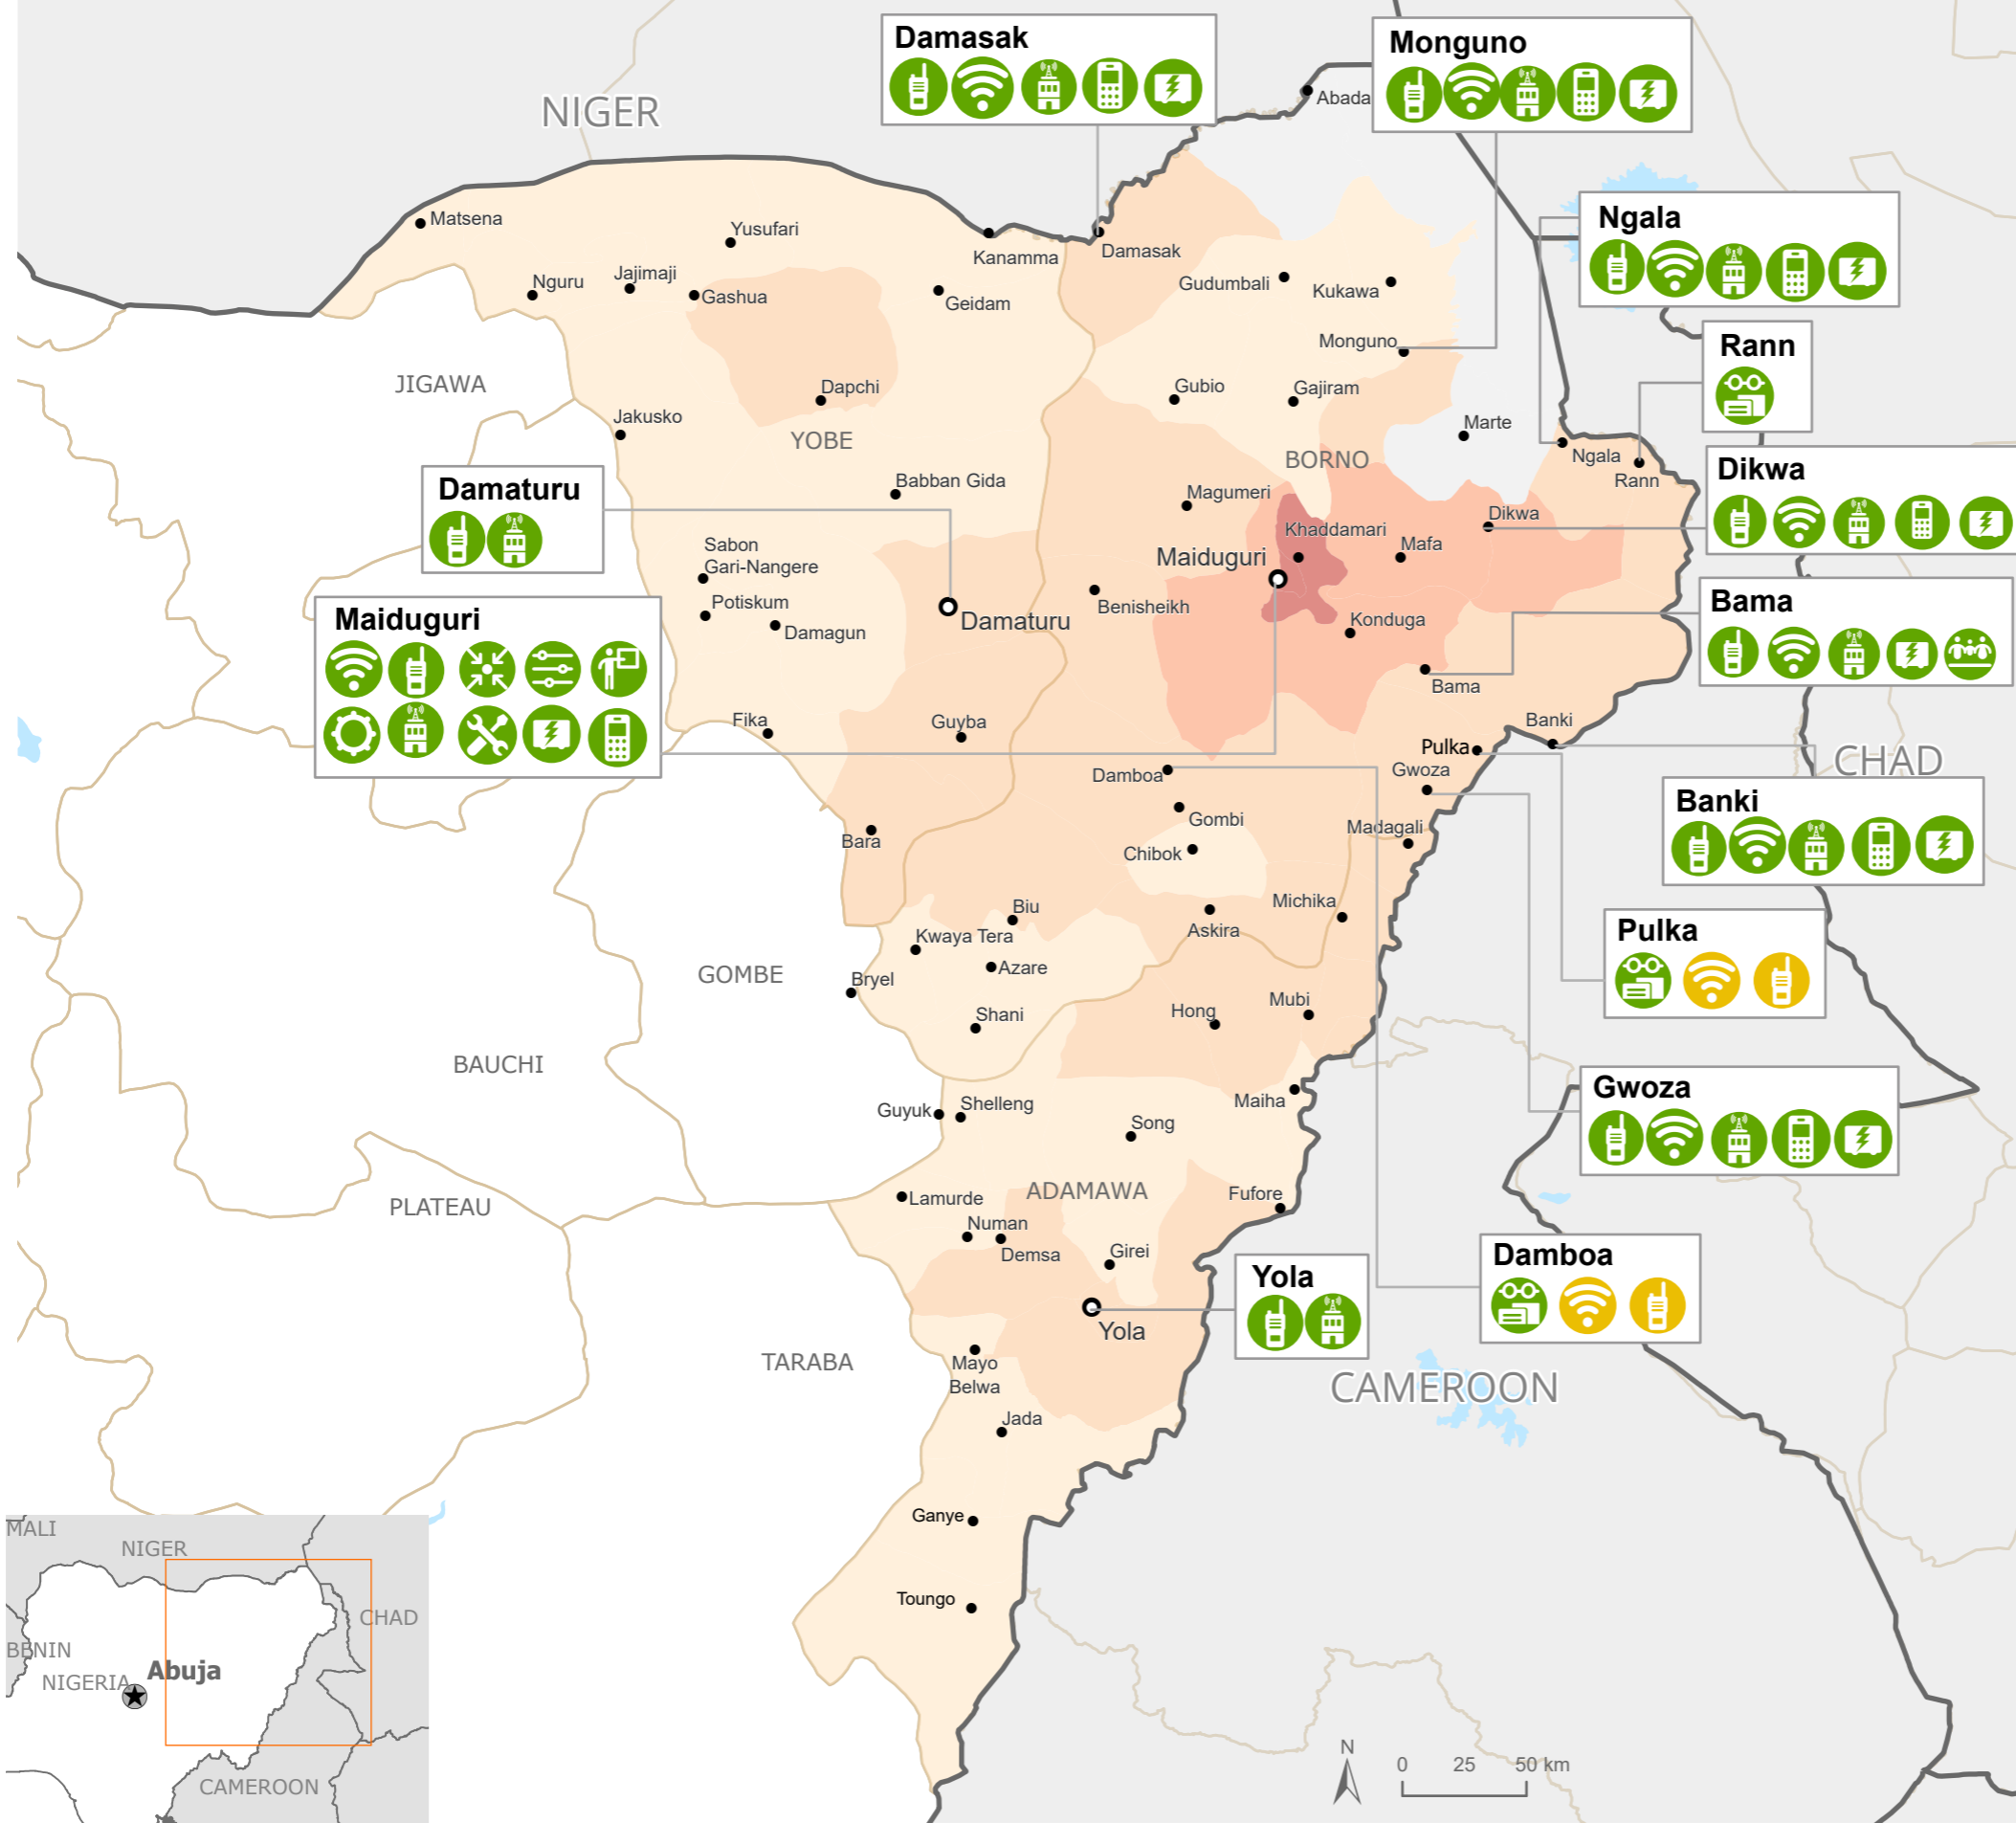 Damasak
Monguno
NIGER
Abada
Ngala
Matsena
Yusufari
Kanamma
Damasak
Nguru
Jajimaji
Gashua
Geidam
Gudumbali
Kukawa
Monguno
Rann
JIGAWA
Dapchi
Gubio
Gajiram
Jakusko
YOBE
Marte
BORNO
Ngala
Rann
Dikwa
Damaturu
Babban Gida
Magumeri
Dikwa
Khaddamari
Mafa
Maiduguri
Sabon
Gari-Nangere
Potiskum
Damagun
Damaturu
Benisheikh
Konduga
Bama
Maiduguri
Bama
Fika
Guyba
Banki
Pulka
Gwoza
CHAD
Damboa
Banki
Gombi
Madagali
Bara
Chibok
Michika
Biu
Askira
Kwaya Tera
Azare
Pulka
GOMBE
Bryel
Shani
Hong
Mubi
BAUCHI
Gwoza
Guyuk
Shelleng
Maiha
Song
PLATEAU
Lamurde
ADAMAWA
Fufore
Numan
Demsa
Girei
Damboa
Yola
Yola
TARABA
Mayo
Belwa
CAMEROON
Jada
Ganye
Toungo
MALI
NIGER
CHAD
BENIN
NIGERIA
Abuja
CAMEROON
N
0 25 50 km